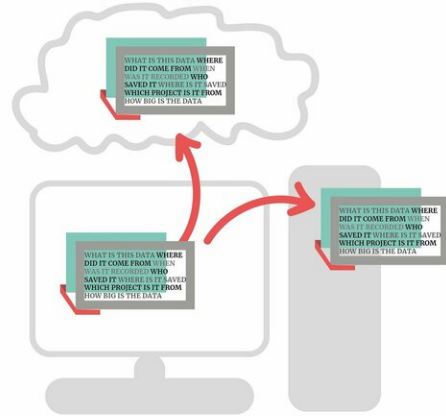 WHAT IS THIS DATA WHERE
DID IT COME FROM WHEN
WAS IT RECORDED WHO
SAVED IT WHERE IS IT SAVED
WHICH PROJECT IS IT FROM
HOW BIG IS THE DATA
WHAT IS THIS DATA WHERE
DID IT COME FROM WHEN
WAS IT RECORDED WHO
SAVED IT WHERE IS IT SAVED
WHICH PROJECT IS IT FROM
HOW BIG IS THE DATA
WHAT IS THIS DATA WHERE
DID IT COME FROM WHEN
WAS IT RECORDED WHO
SAVED IT WHERE IS IT SAVED
WHICH PROJECT IS IT FROM
HOW BIG IS THE DATA